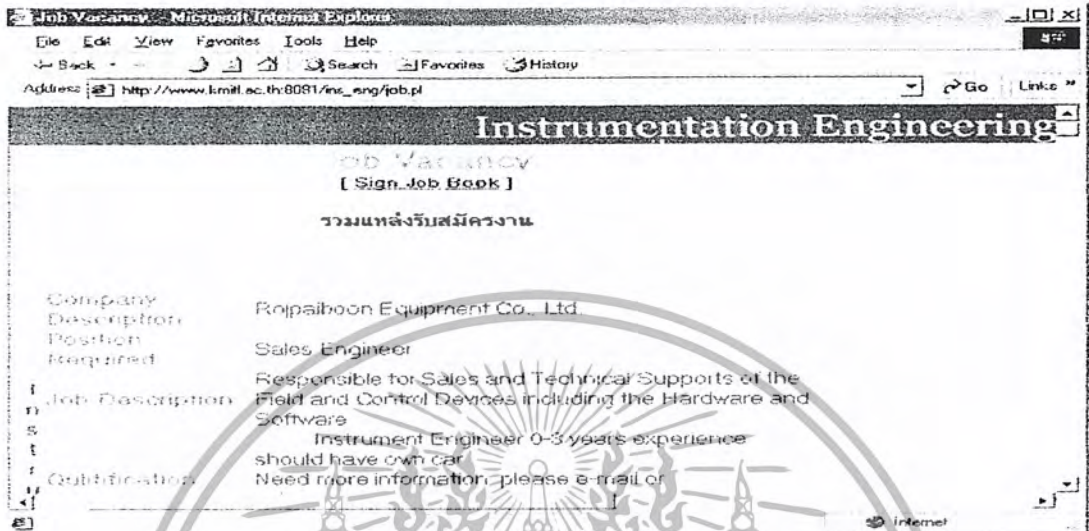 Job Vacancy - Microsoft Internet Explorer
File Edit View Favorites Tools Help
Back Search Favorites History
Address http://www.kmitl.ac.th:8081/ins_eng/job.pl Go Links »
Instrumentation Engineering
Job Vacancy
[ Sign Job Book ]
รวมแหล่งรับสมัครงาน
Company
Description
Rojpaiboon Equipment Co., Ltd.
Position
Required
Sales Engineer
Job Description
Responsible for Sales and Technical Supports of the
Field and Control Devices including the Hardware and
Software
Instrument Engineer 0-3 years experience
should have own car
Need more information, please e-mail or
I
n
s
t
r
u
Internet